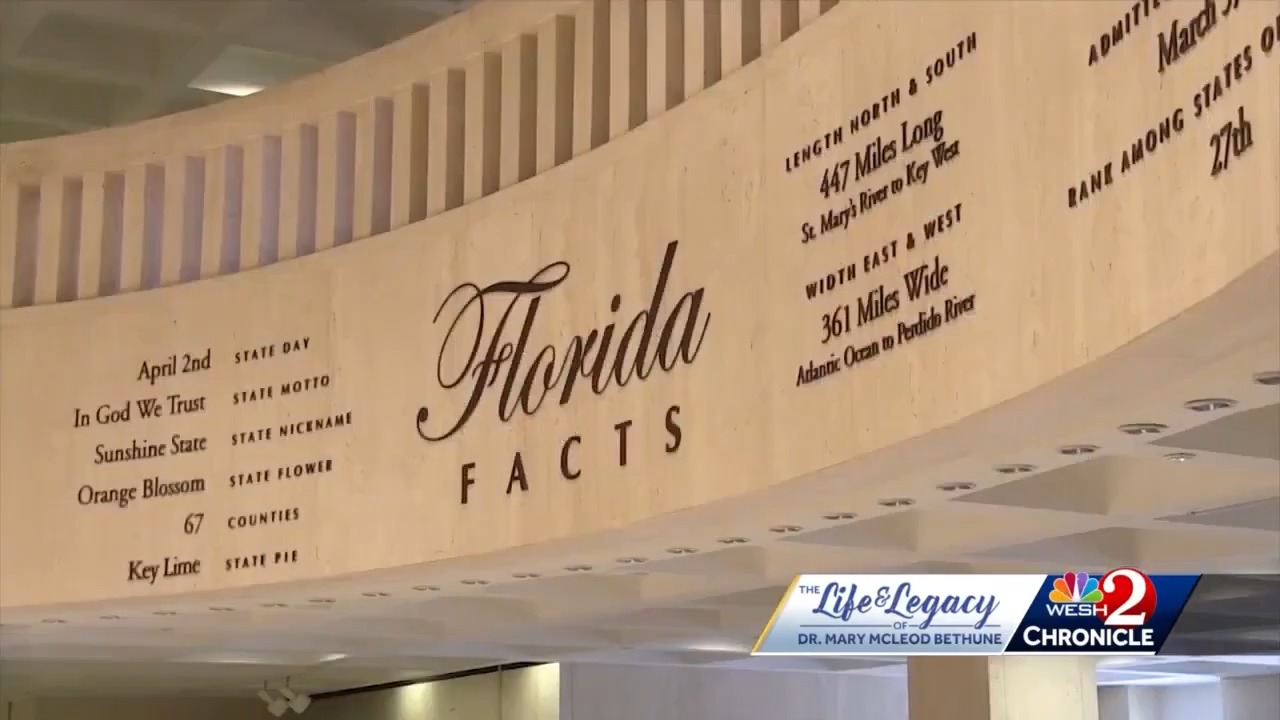 April 2nd STATE DAY
In God We Trust STATE MOTTO
Sunshine State STATE NICKNAME
Orange Blossom STATE FLOWER
67 COUNTIES
Key Lime STATE PIE
Florida
FACTS
LENGTH NORTH & SOUTH
447 Miles Long
St. Mary's River to Key West
WIDTH EAST & WEST
361 Miles Wide
Atlantic Ocean to Perdido River
March
RANK AMONG STATES
27th
THE Life & Legacy
OF
DR. MARY MCLEOD BETHUNE
WESH 2
CHRONICLE